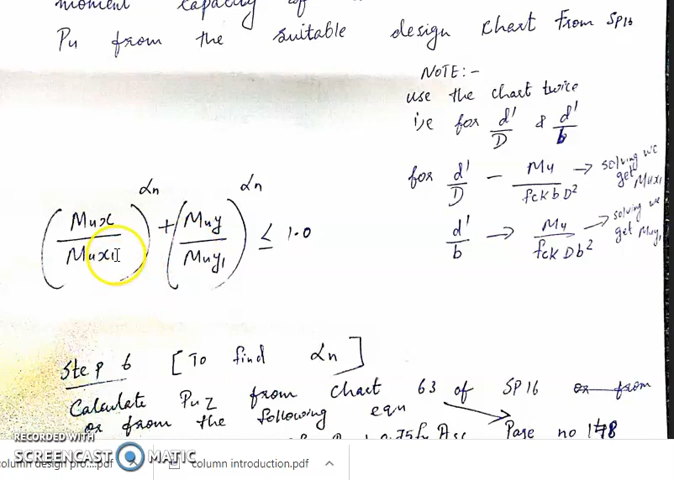 moment capacity of
Pu from the suitable design chart From SP16
NOTE:-
use the chart twice
i,e for d'/D & d'/b
for d'/D - Mu/fck b D² → solving we get Mux1
d'/b → Mu/fck D b² → solving we get Muy1
(Mux/Mux1)^αn + (Muy/Muy1)^αn ≤ 1.0
Step 6 [To find αn]
Calculate Puz from chart 63 of SP16 or from
or from the following eqn
Page no 148
RECORDED WITH
SCREENCAST MATIC
column design pro....pdf
column introduction.pdf